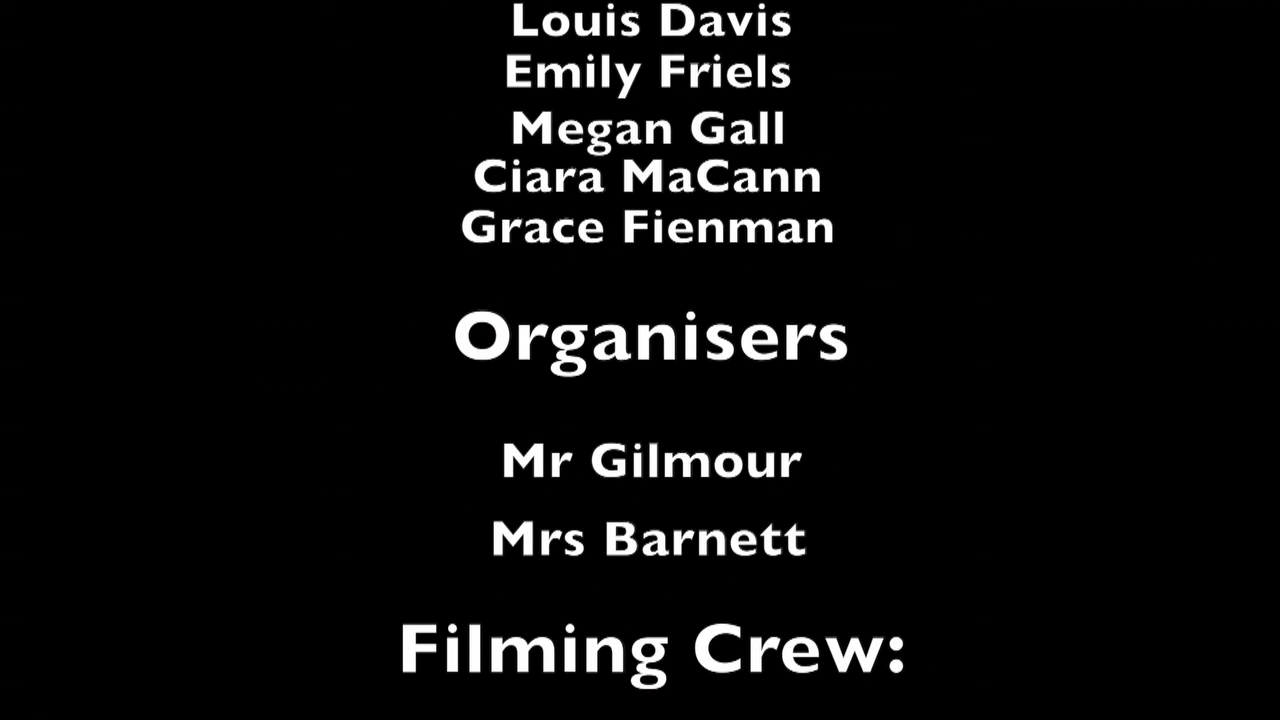 Louis Davis
Emily Friels
Megan Gall
Ciara MaCann
Grace Fienman
Organisers
Mr Gilmour
Mrs Barnett
Filming Crew: